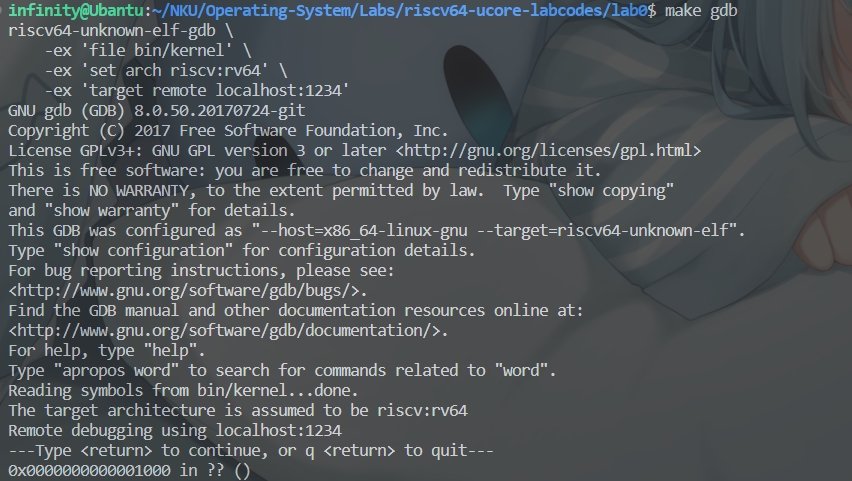 infinity@Ubantu:~/NKU/Operating-System/Labs/riscv64-ucore-labcodes/lab0$ make gdb
riscv64-unknown-elf-gdb \
    -ex 'file bin/kernel' \
    -ex 'set arch riscv:rv64' \
    -ex 'target remote localhost:1234'
GNU gdb (GDB) 8.0.50.20170724-git
Copyright (C) 2017 Free Software Foundation, Inc.
License GPLv3+: GNU GPL version 3 or later <http://gnu.org/licenses/gpl.html>
This is free software: you are free to change and redistribute it.
There is NO WARRANTY, to the extent permitted by law.  Type "show copying"
and "show warranty" for details.
This GDB was configured as "--host=x86_64-linux-gnu --target=riscv64-unknown-elf".
Type "show configuration" for configuration details.
For bug reporting instructions, please see:
<http://www.gnu.org/software/gdb/bugs/>.
Find the GDB manual and other documentation resources online at:
<http://www.gnu.org/software/gdb/documentation/>.
For help, type "help".
Type "apropos word" to search for commands related to "word".
Reading symbols from bin/kernel...done.
The target architecture is assumed to be riscv:rv64
Remote debugging using localhost:1234
---Type <return> to continue, or q <return> to quit---
0x0000000000001000 in ?? ()